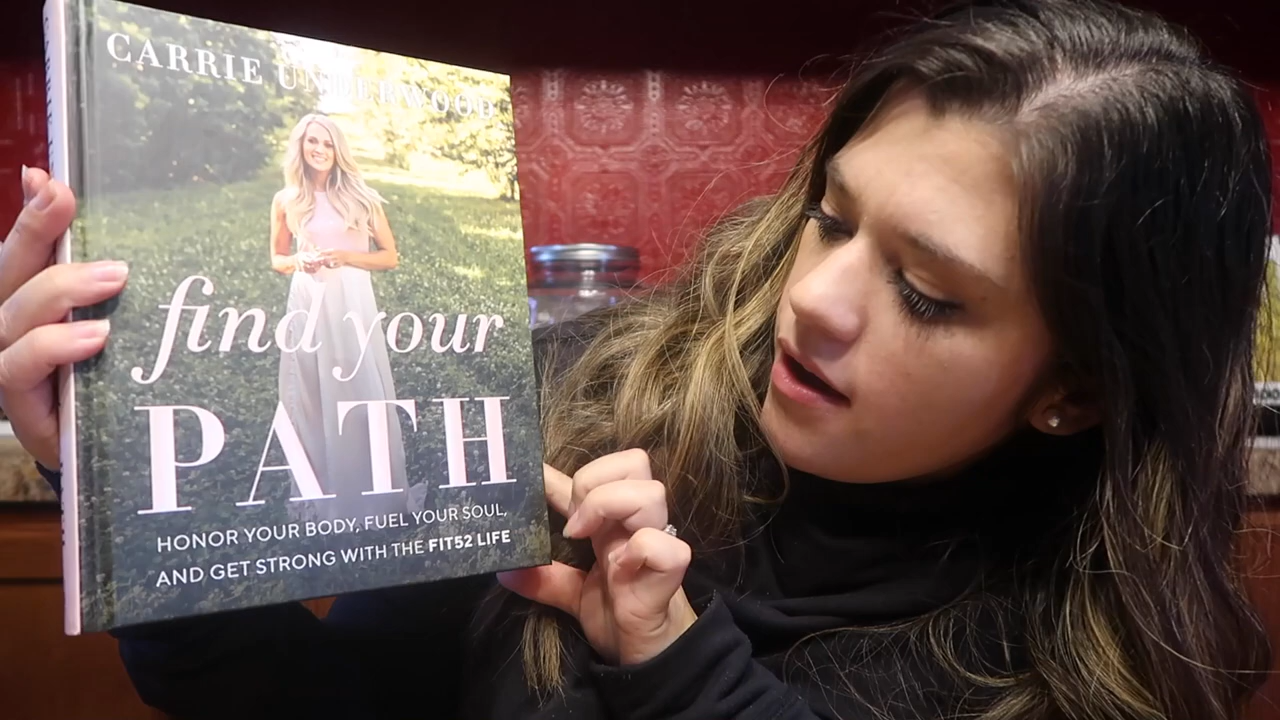 CARRIE UNDERWOOD
find your
PATH
HONOR YOUR BODY, FUEL YOUR SOUL,
AND GET STRONG WITH THE FIT52 LIFE